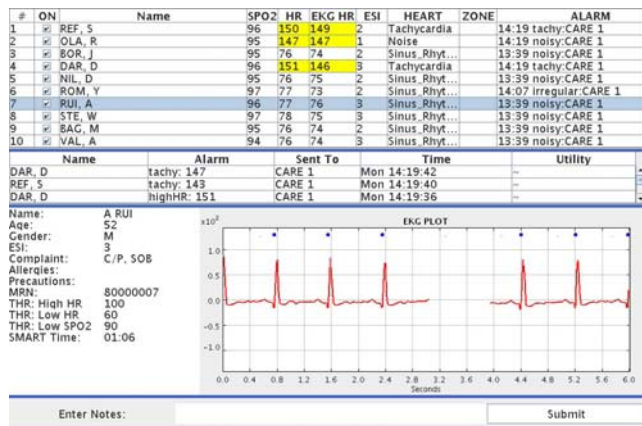 # ON Name SPO2 HR EKG HR ESI HEART ZONE ALARM
1 REF, S 96 150 149 2 Tachycardia 14:19 tachy:CARE 1
2 OLA, R 95 147 147 1 Noise 14:19 noisy:CARE 1
3 BOR, J 95 76 74 2 Sinus_Rhyt... 13:39 noisy:CARE 1
4 DAR, D 96 151 146 3 Tachycardia 14:19 tachy:CARE 1
5 NIL, D 95 76 75 2 Sinus_Rhyt... 13:39 noisy:CARE 1
6 ROM, Y 97 77 73 2 Sinus_Rhyt... 14:07 irregular:CARE 1
7 RUI, A 96 77 76 3 Sinus_Rhyt... 13:39 noisy:CARE 1
8 STE, W 97 78 75 3 Sinus_Rhyt... 13:39 noisy:CARE 1
9 BAG, M 95 76 74 2 Sinus_Rhyt... 13:39 noisy:CARE 1
10 VAL, A 94 76 74 3 Sinus_Rhyt... 13:39 noisy:CARE 1
Name Alarm Sent To Time Utility
DAR, D tachy: 147 CARE 1 Mon 14:19:42 ~
REF, S tachy: 143 CARE 1 Mon 14:19:40 ~
DAR, D highHR: 151 CARE 1 Mon 14:19:36 ~
Name: A RUI
Age: 52
Gender: M
ESI: 3
Complaint: C/P, SOB
Allergies:
Precautions:
MRN: 80000007
THR: High HR 100
THR: Low HR 60
THR: Low SPO2 90
SMART Time: 01:06
EKG PLOT
x10²
1.0
0.5
0.0
-0.5
-1.0
0.0 0.4 0.8 1.2 1.6 2.0 2.4 2.8 3.2 3.6 4.0 4.4 4.8 5.2 5.6 6.0
Seconds
Enter Notes: Submit